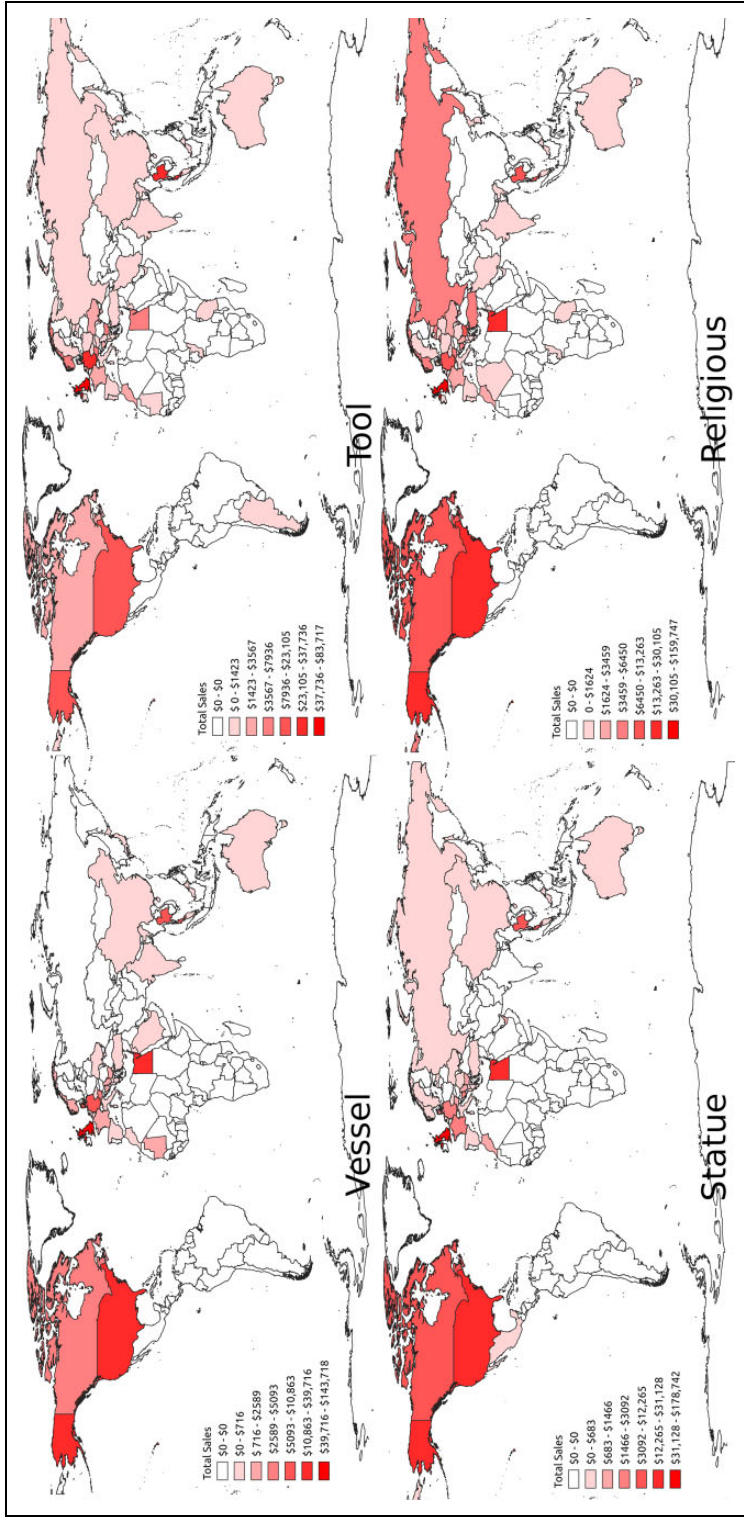 Total Sales
$0 - $0
$0 - $716
$ 716 - $2589
$2589 - $5093
$5093 - $10,863
$10,863 - $39,716
$39,716 - $143,718
Vessel
Total Sales
$0 - $0
$ 0 - $1423
$1423 - $3567
$3567 - $7936
$7936 - $23,105
$23,105 - $37,736
$37,736 - $83,717
Tool
Total Sales
$0 - $0
$0 - $683
$683 - $1466
$1466 - $3092
$3092 - $12,265
$12,265 - $31,128
$31,128 - $178,742
Statue
Total Sales
$0 - $0
0 - $1624
$1624 - $3459
$3459 - $6450
$6450 - $13,263
$13,263 - $30,105
$30,105 - $159,747
Religious